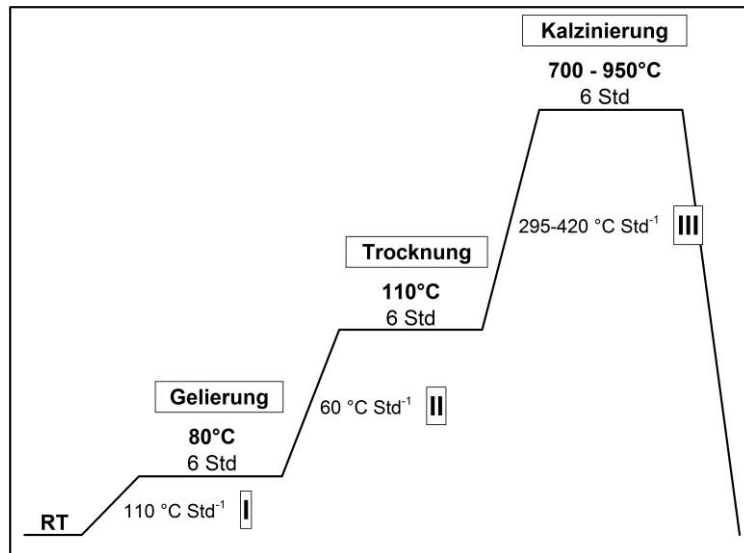 Kalzinierung
700 - 950°C
6 Std
295-420 °C Std⁻¹ III
Trocknung
110°C
6 Std
60 °C Std⁻¹ II
Gelierung
80°C
6 Std
110 °C Std⁻¹ I
RT